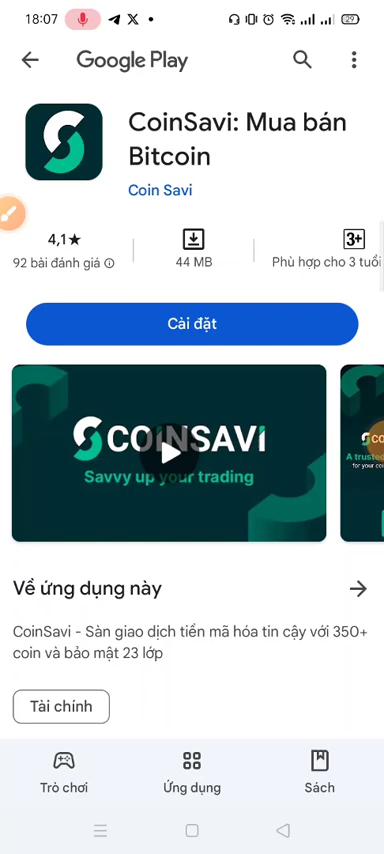 18:07
29
Google Play
CoinSavi: Mua bán
Bitcoin
Coin Savi
4,1★
92 bài đánh giá
44 MB
3+
Phù hợp cho 3 tuổi
Cài đặt
COINSAVI
Savvy up your trading
A trusted
for your coin
Về ứng dụng này
CoinSavi - Sàn giao dịch tiền mã hóa tin cậy với 350+
coin và bảo mật 23 lớp
Tài chính
Trò chơi
Ứng dụng
Sách